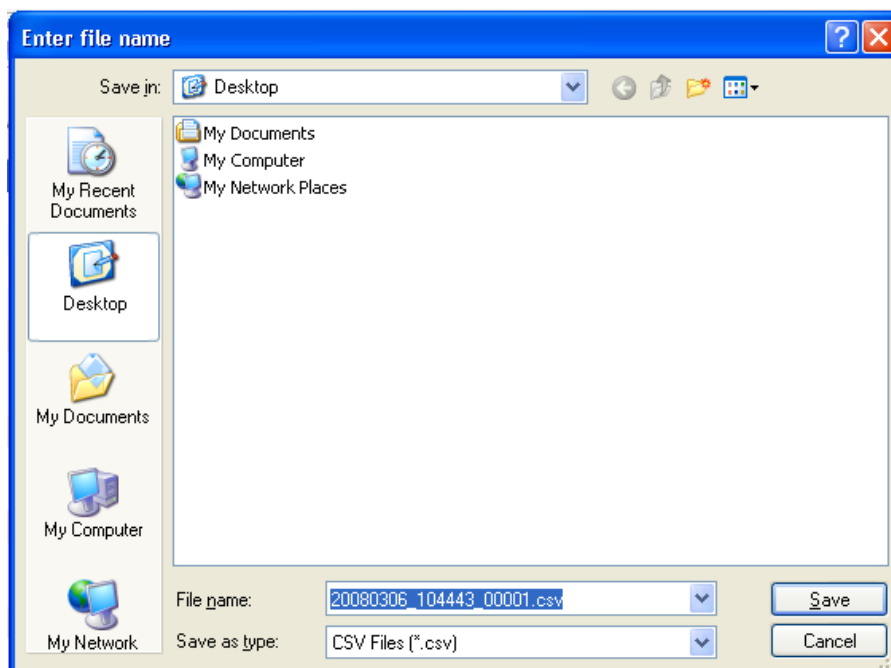 Enter file name
Save in:
Desktop
My Recent
Documents
Desktop
My Documents
My Computer
My Network
My Documents
My Computer
My Network Places
File name:
20080306_104443_00001.csv
Save
Save as type:
CSV Files (*.csv)
Cancel